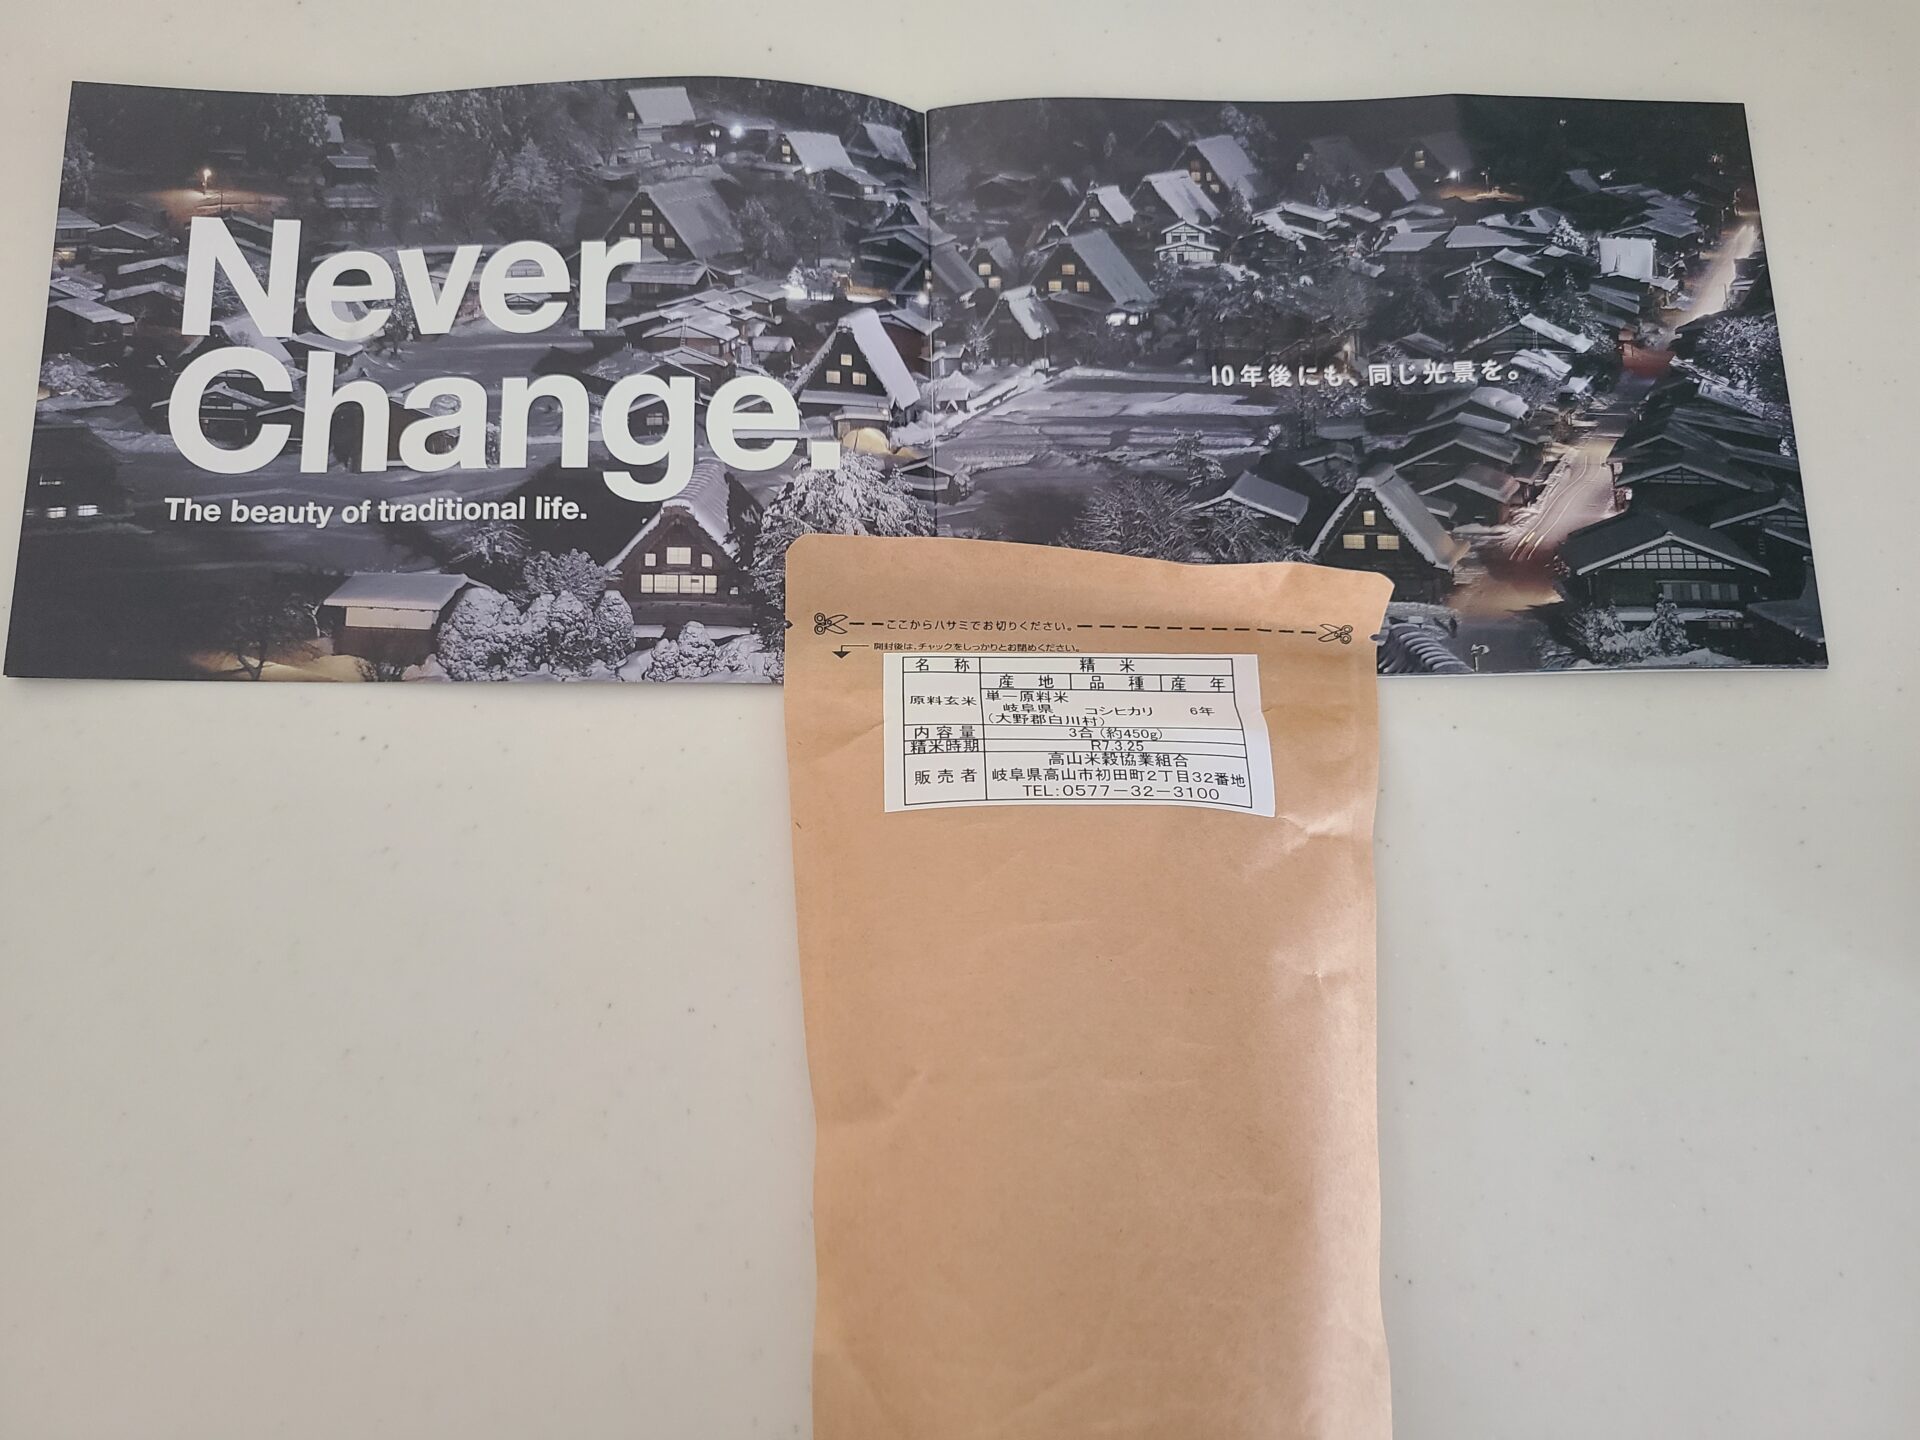 Never
Change.
The beauty of traditional life.
10年後にも、同じ光景を。
ここからハサミでお切りください。
開封後は、チャックをしっかりとお閉めください。
名 称 精 米
原料玄米 産 地 品 種 産 年
単一原料米
岐阜県 コシヒカリ 6年
(大野郡白川村)
内 容 量 3合(約450g)
精米時期 R7.3.25
販 売 者 高山米穀協業組合
岐阜県高山市初田町2丁目32番地
TEL:0577-32-3100